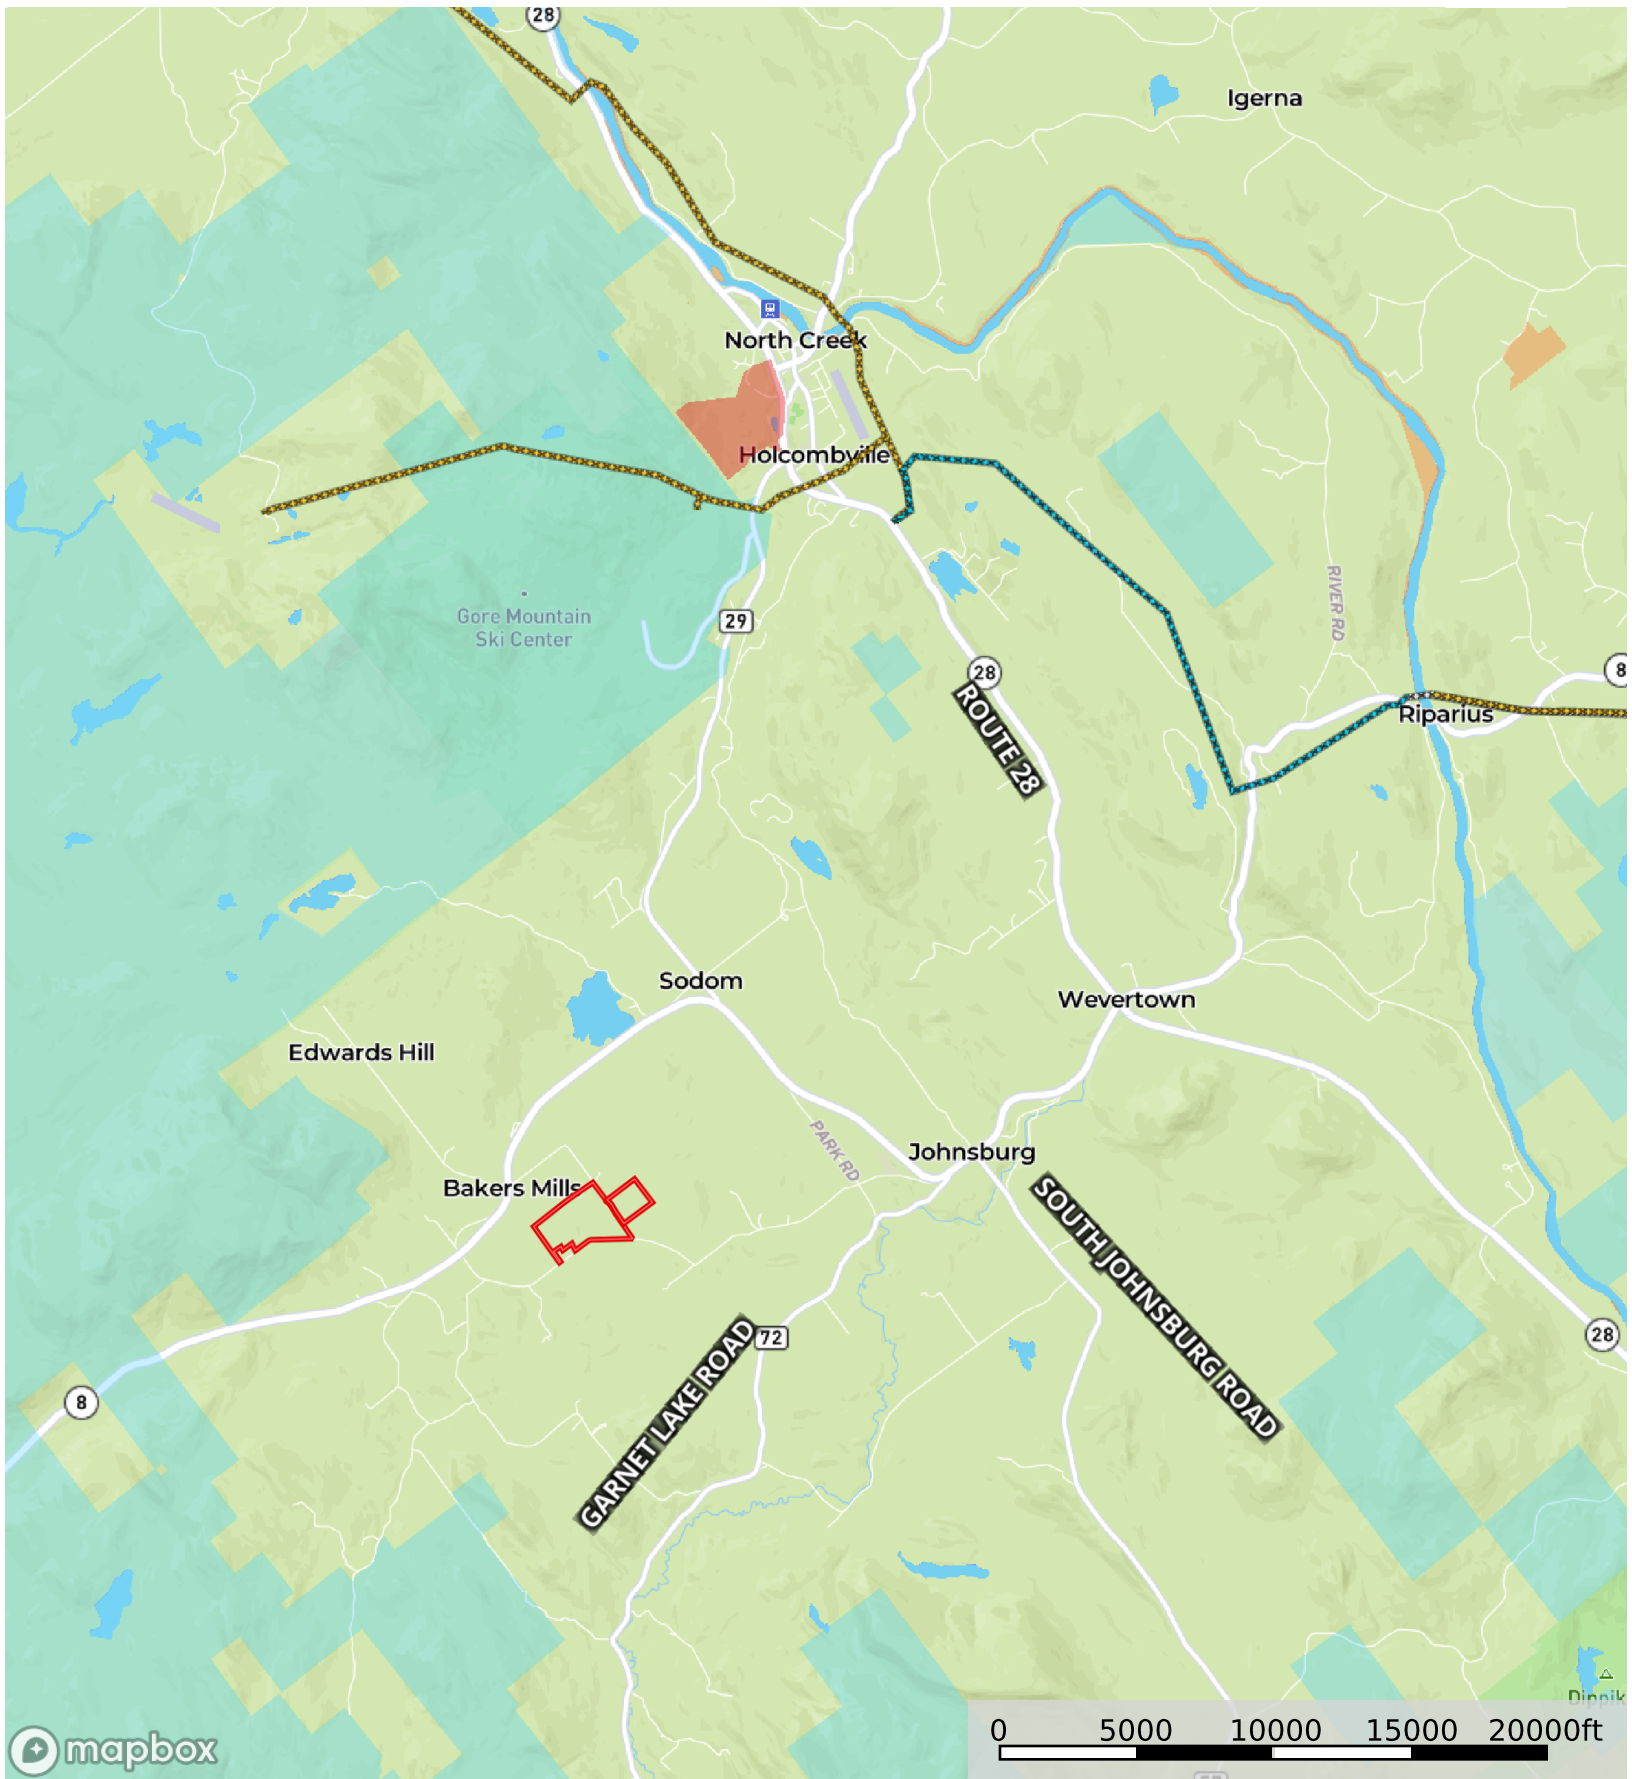 28
Igerna
North Creek
Holcombville
Gore Mountain
Ski Center
29
RIVER RD
28
8
ROUTE 28
Riparius
Sodom
Wevertown
Edwards Hill
PARK RD
Johnsburg
Bakers Mills
SOUTH JOHNSBURG ROAD
GARNET LAKE ROAD
72
28
8
Dippik
0 5000 10000 15000 20000ft
mapbox